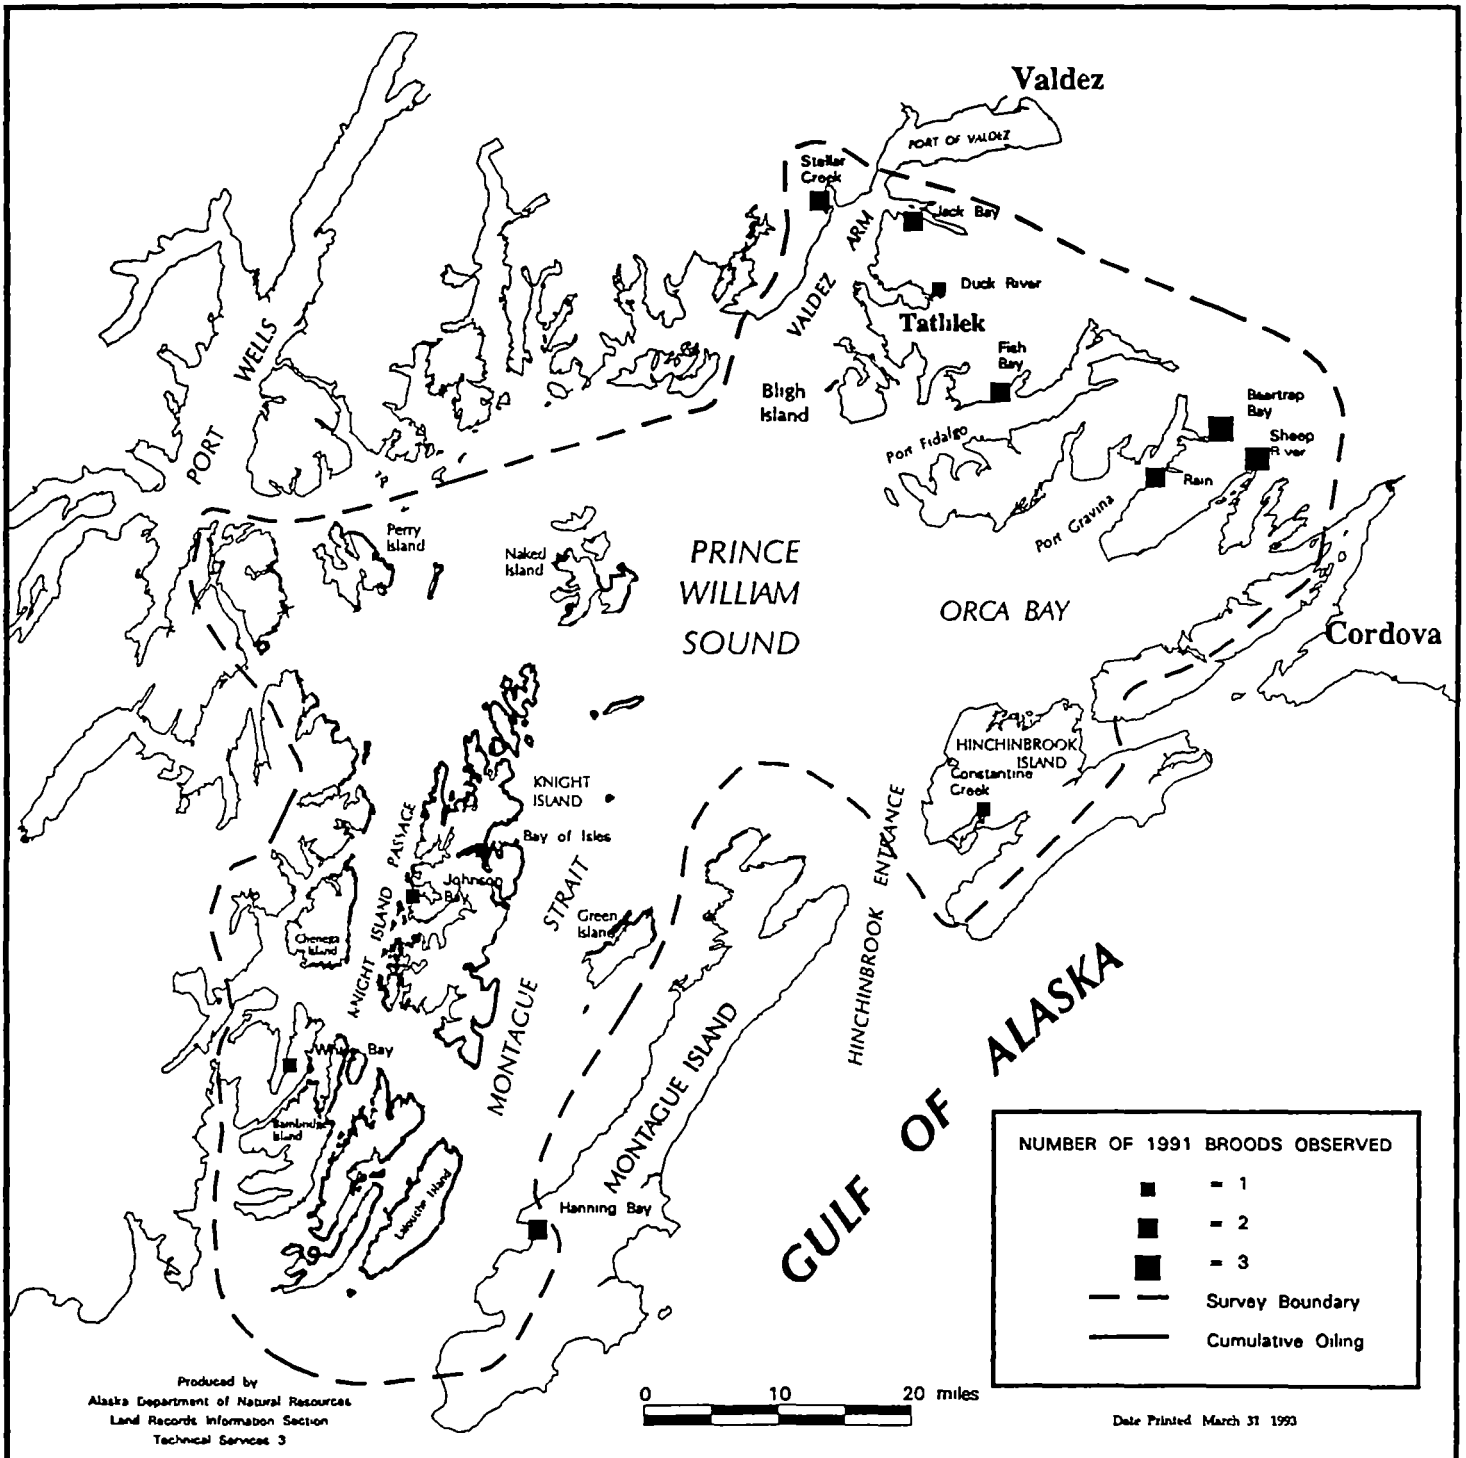 Valdez
PORT OF VALDEZ
Stellar
Creek
Jack Bay
VALDEZ ARM
Duck River
Tatilek
Fish
Bay
Bligh
Island
Beartrap
Bay
Sheep
River
Port Fidalgo
Rain
Port Gravina
PORT WELLS
Perry
Island
Naked
Island
PRINCE
WILLIAM
SOUND
ORCA BAY
Cordova
HINCHINBROOK
ISLAND
Constantine
Creek
KNIGHT
ISLAND
Bay of Isles
KNIGHT ISLAND PASSAGE
Johnson
Bay
Green
Island
Chenega
Island
MONTAGUE STRAIT
HINCHINBROOK ENTRANCE
Bay
Bainbridge
Island
Latouche Island
MONTAGUE ISLAND
Hanning Bay
GULF OF ALASKA
NUMBER OF 1991 BROODS OBSERVED
= 1
= 2
= 3
Survey Boundary
Cumulative Oiling
Produced by
Alaska Department of Natural Resources
Land Records Information Section
Technical Services 3
0 10 20 miles
Date Printed March 31 1993